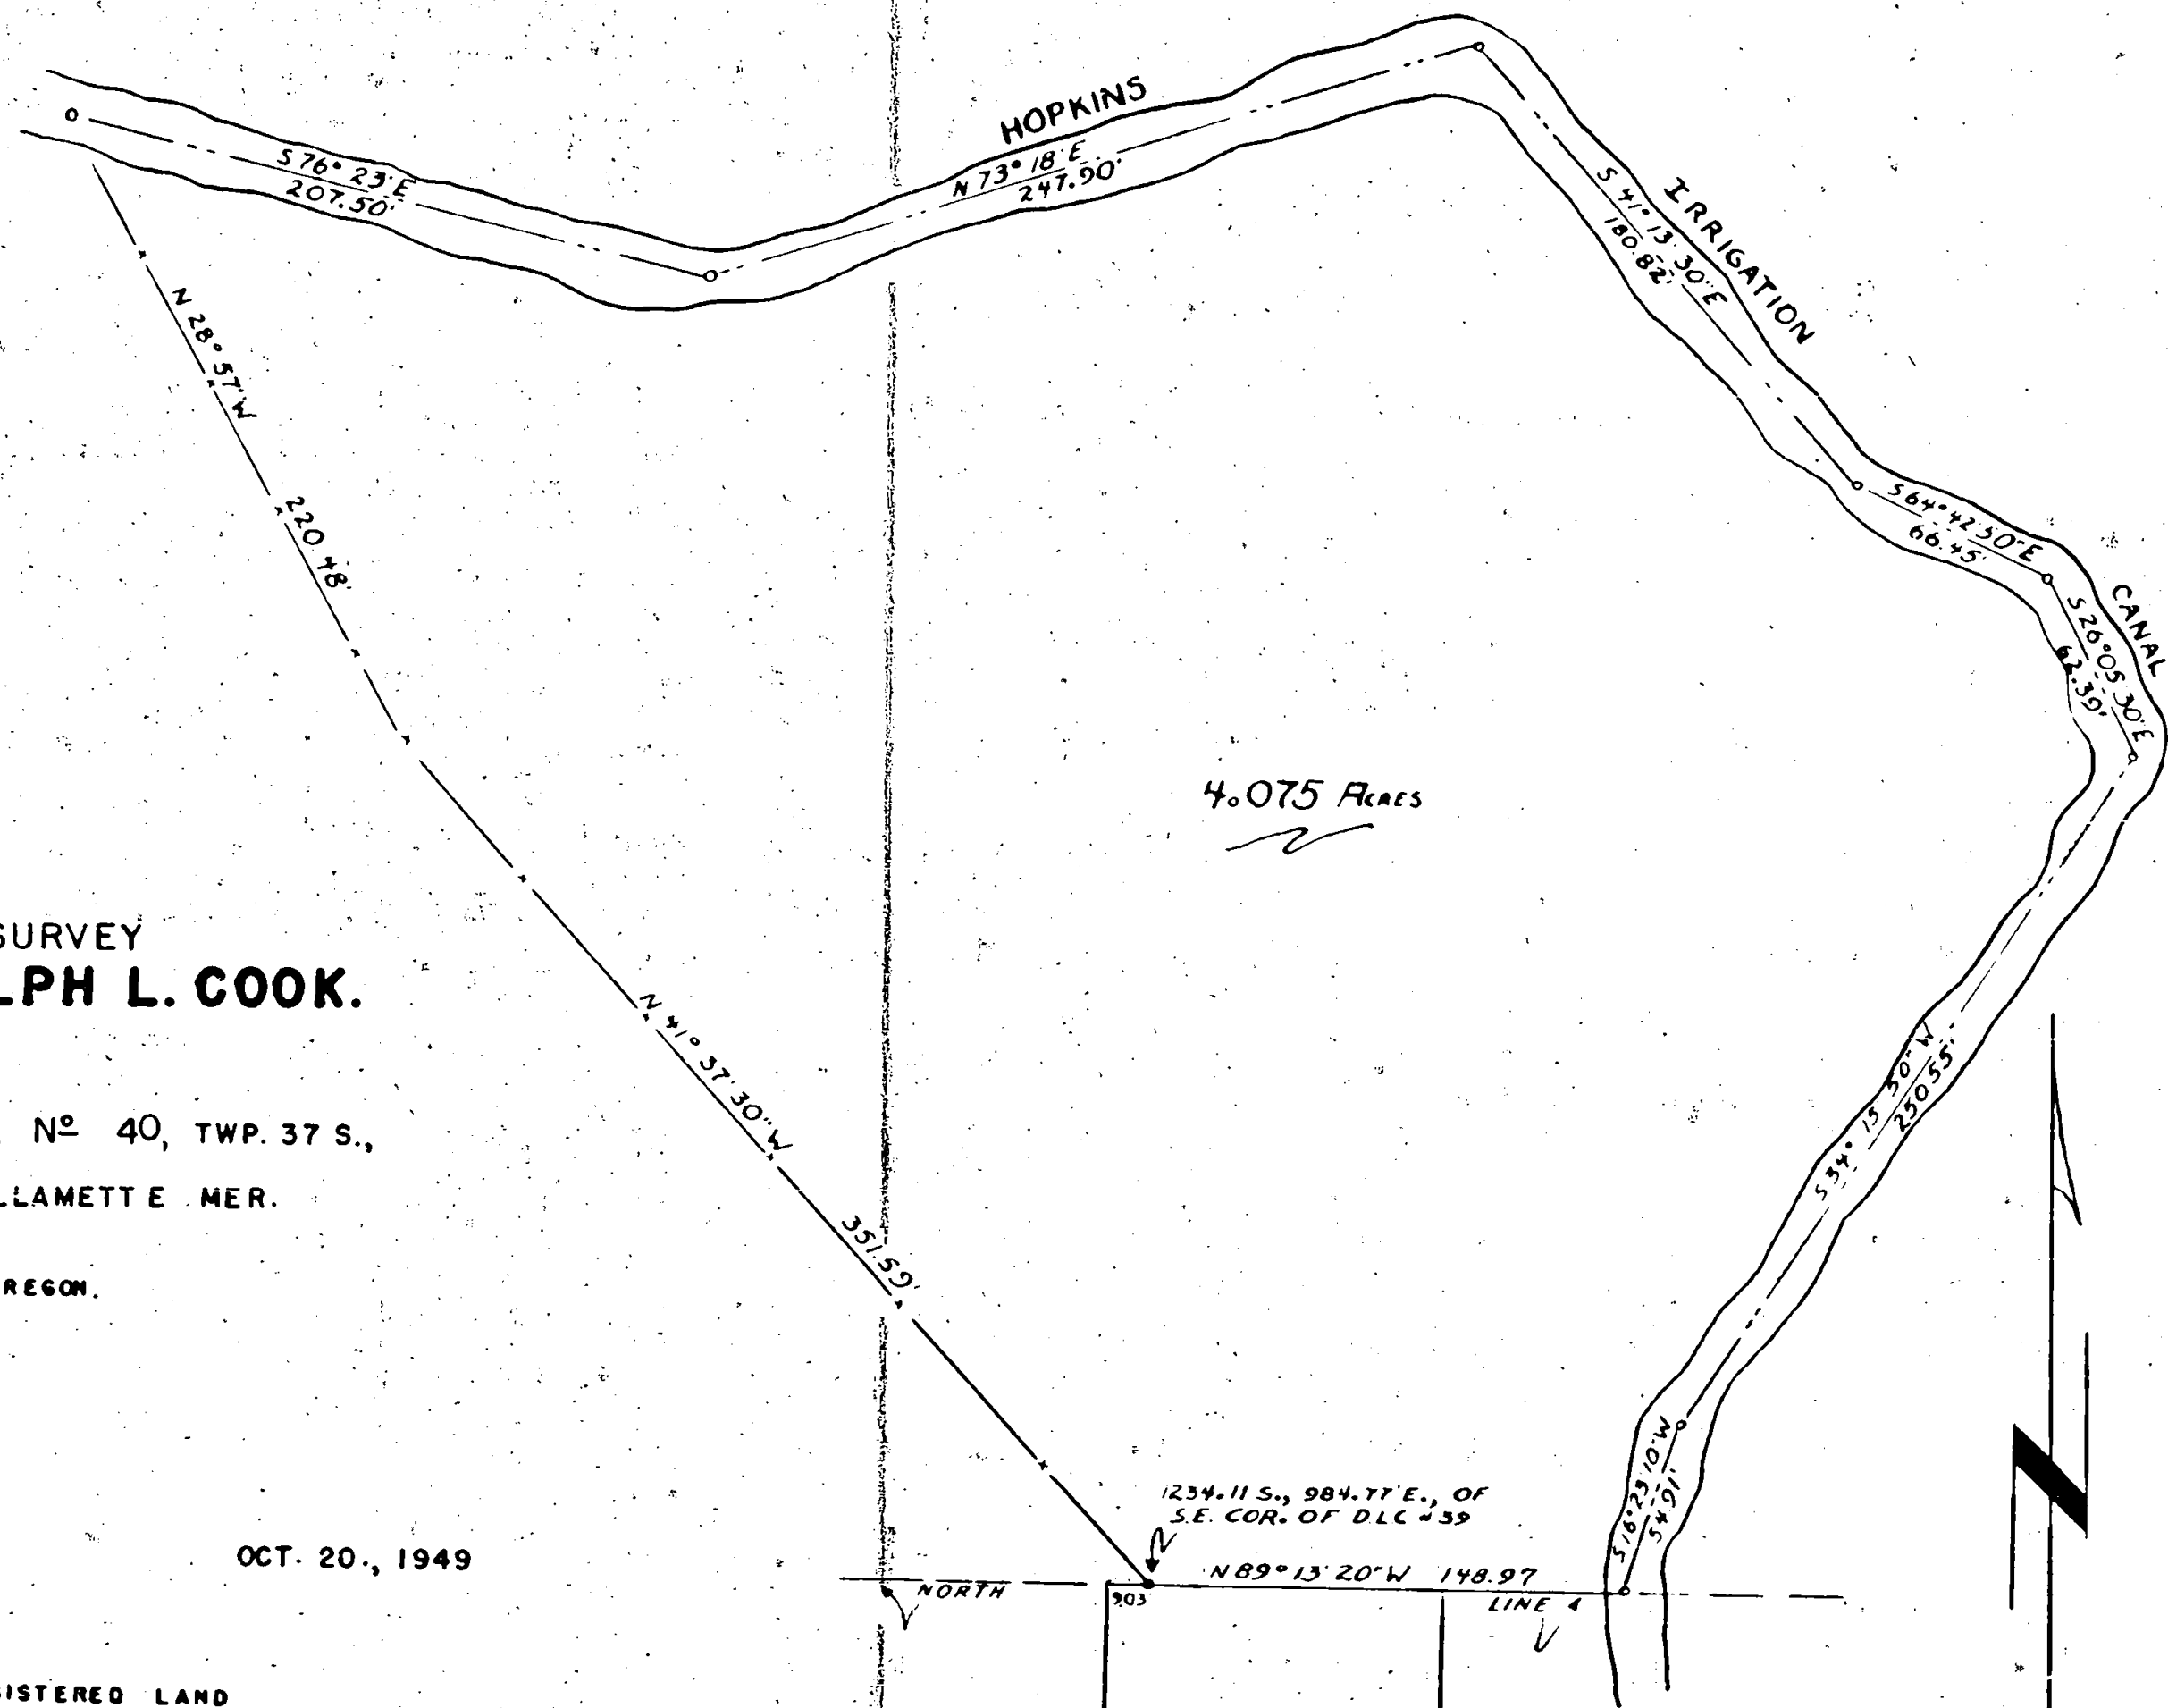 HOPKINS
IRRIGATION
CANAL
S 76° 23' E
207.50'
N 73° 18' E
247.90'
S 41° 13' 30" E
180.82'
S 64° 42' 50" E
66.45'
S 26° 05' 30" E
62.39'
N 28° 57' W
220.48'
4.075 ACRES
SURVEY
LPH L. COOK.
N 41° 37' 30" W
351.59'
S 34° 15' 50" W
250.55'
Nº 40, TWP. 37 S.,
LLAMETTE MER.
REGON.
S 16° 23' 10" W
54.91'
1234.11 S., 984.77' E., OF
S.E. COR. OF DLC #39
OCT. 20., 1949
N 89° 13' 20" W 148.97
NORTH
LINE
9.03
ISTERED LAND